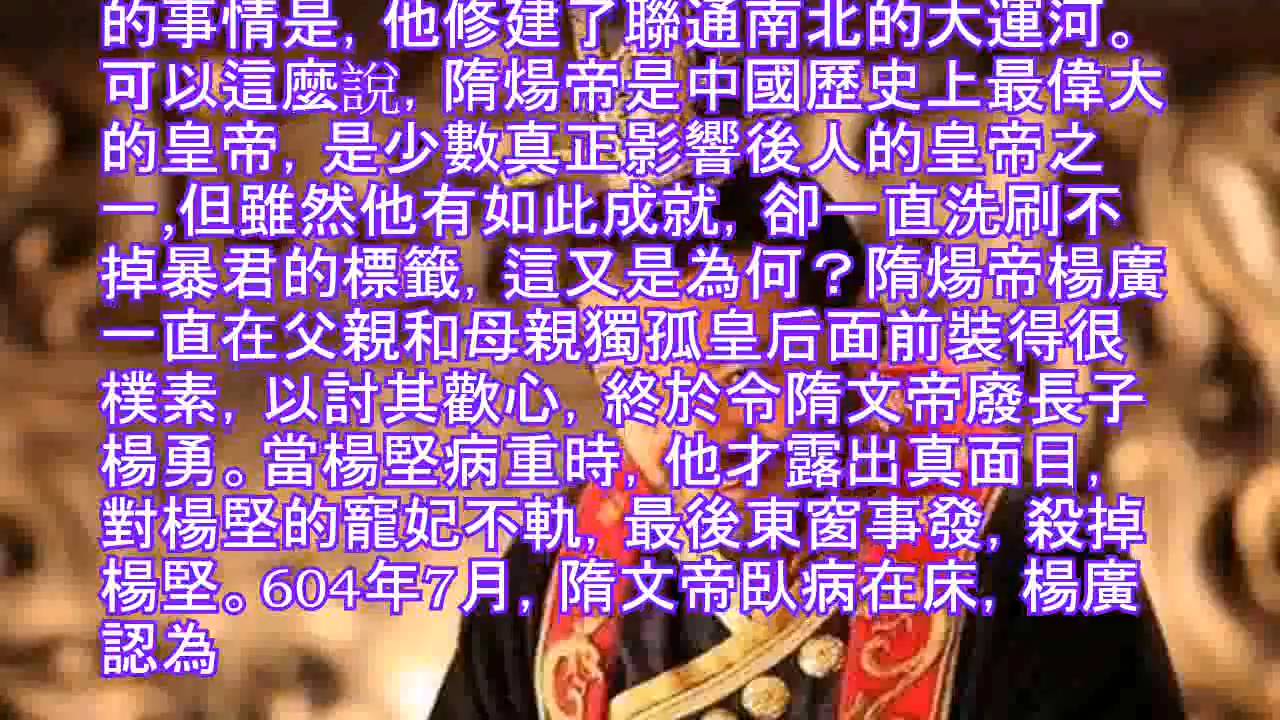 的事情是, 他修建了聯通南北的大運河。
可以這麼說, 隋煬帝是中國歷史上最偉大
的皇帝, 是少數真正影響後人的皇帝之
一,但雖然他有如此成就, 卻一直洗刷不
掉暴君的標籤, 這又是為何？隋煬帝楊廣
一直在父親和母親獨孤皇后面前裝得很
樸素, 以討其歡心, 終於令隋文帝廢長子
楊勇。當楊堅病重時, 他才露出真面目,
對楊堅的寵妃不軌, 最後東窗事發, 殺掉
楊堅。604年7月, 隋文帝臥病在床, 楊廣
認為